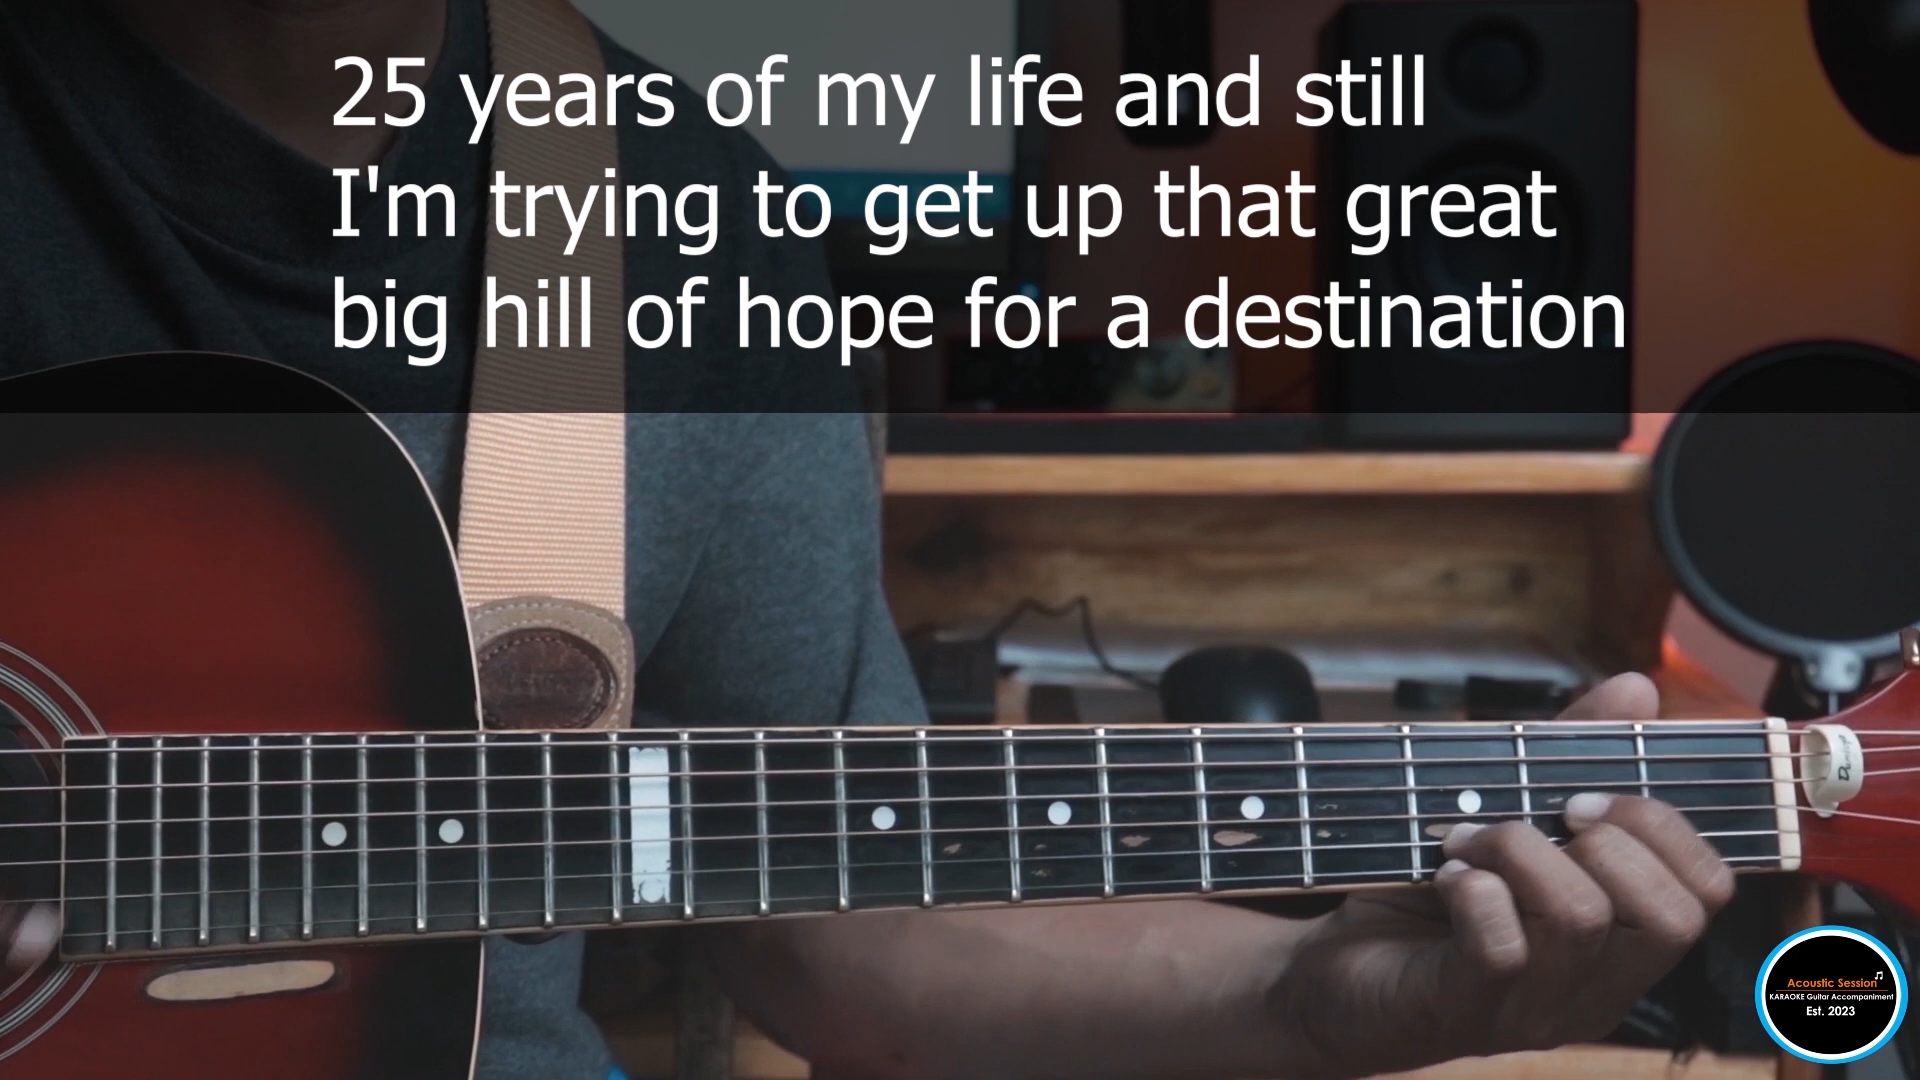 25 years of my life and still
I'm trying to get up that great
big hill of hope for a destination
Dunlop
Acoustic Session
KARAOKE Guitar Accompaniment
Est. 2023